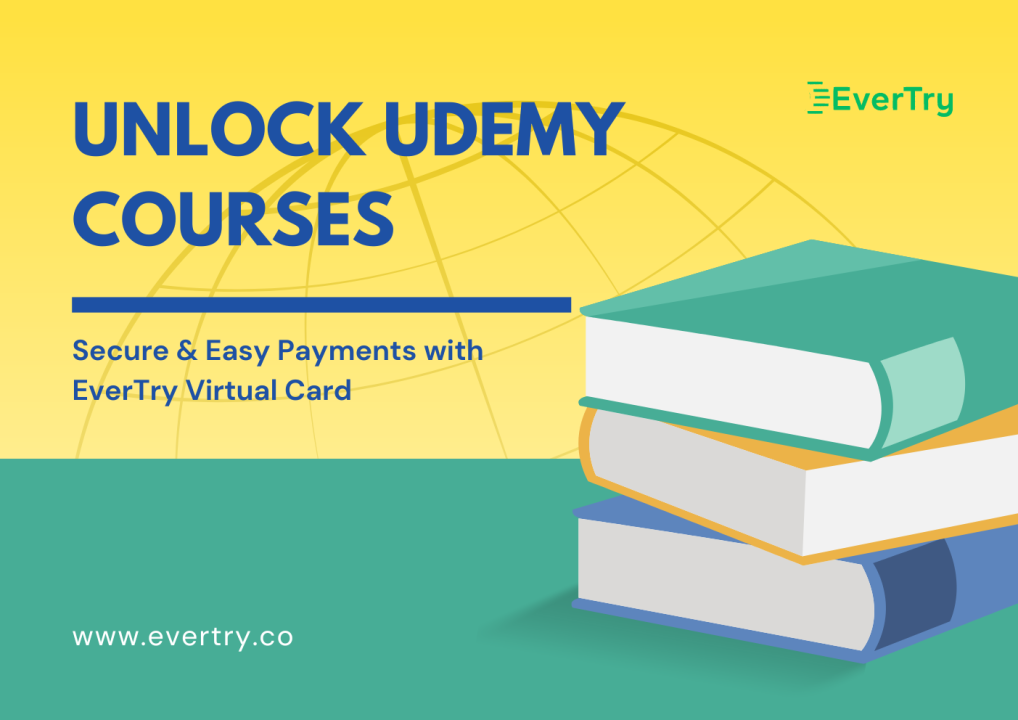 UNLOCK UDEMY
COURSES
EverTry
Secure & Easy Payments with
EverTry Virtual Card
www.evertry.co